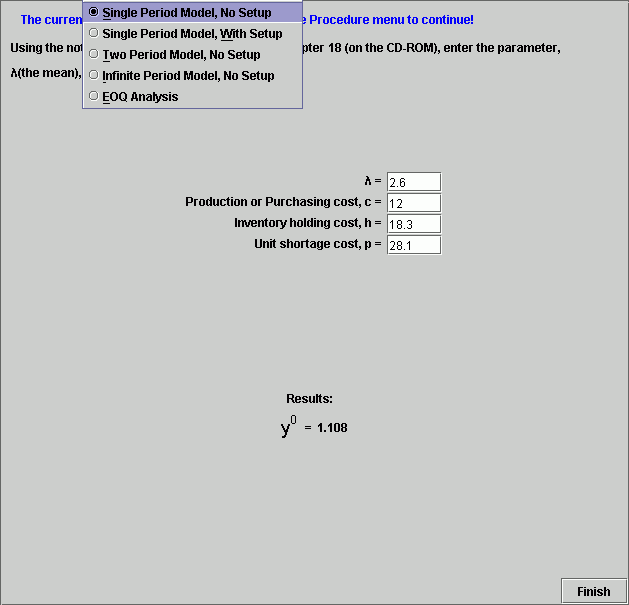 Single Period Model, No Setup
Single Period Model, With Setup
Two Period Model, No Setup
Infinite Period Model, No Setup
EOQ Analysis
The curren e Procedure menu to continue!
Using the not pter 18 (on the CD-ROM), enter the parameter,
λ(the mean),
λ = 2.6
Production or Purchasing cost, c = 12
Inventory holding cost, h = 18.3
Unit shortage cost, p = 28.1
Results:
y⁰ = 1.108
Finish